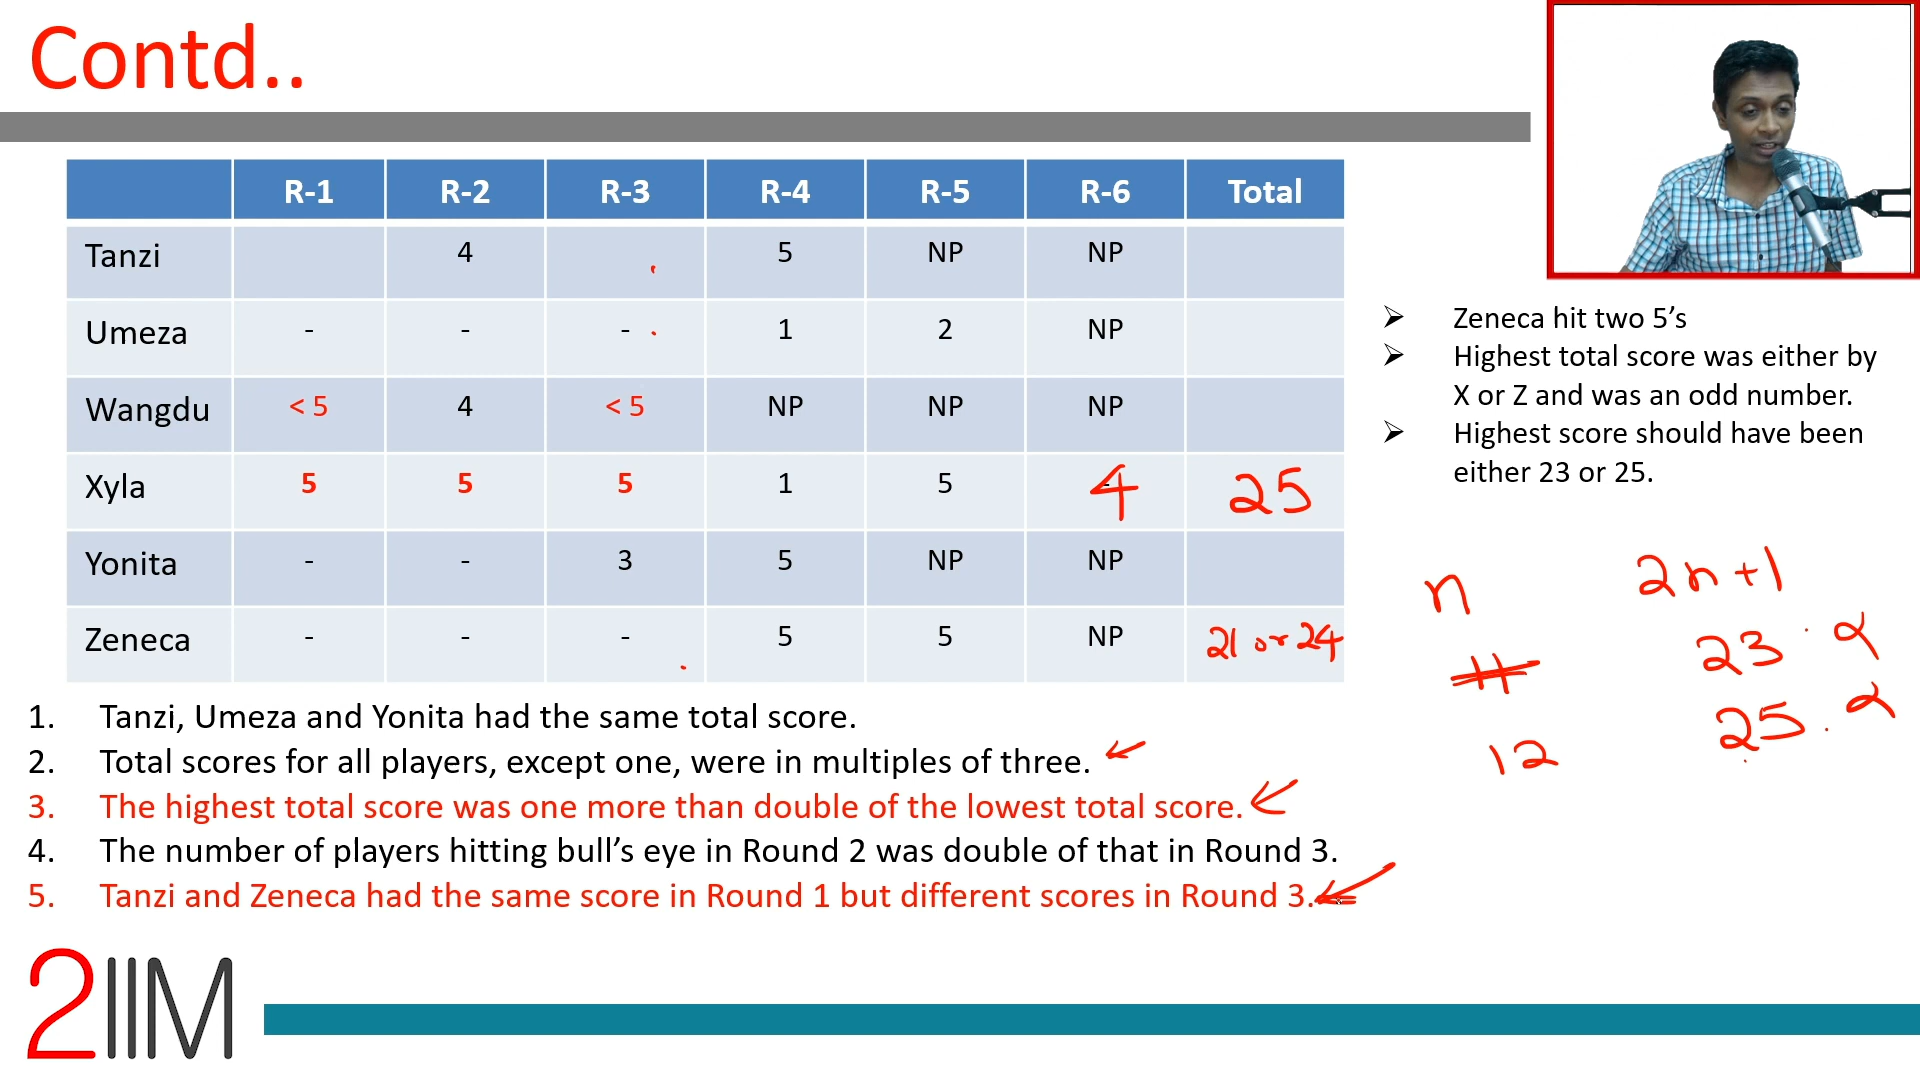 Contd..
R-1 R-2 R-3 R-4 R-5 R-6 Total
Tanzi 4 5 NP NP
Umeza - - - 1 2 NP
Wangdu < 5 4 < 5 NP NP NP
Xyla 5 5 5 1 5 4 25
Yonita - - 3 5 NP NP
Zeneca - - - 5 5 NP 21 or 24
Zeneca hit two 5’s
Highest total score was either by
X or Z and was an odd number.
Highest score should have been
either 23 or 25.
n 2n+1
11 23
12 25
1. Tanzi, Umeza and Yonita had the same total score.
2. Total scores for all players, except one, were in multiples of three.
3. The highest total score was one more than double of the lowest total score.
4. The number of players hitting bull’s eye in Round 2 was double of that in Round 3.
5. Tanzi and Zeneca had the same score in Round 1 but different scores in Round 3.
2IIM